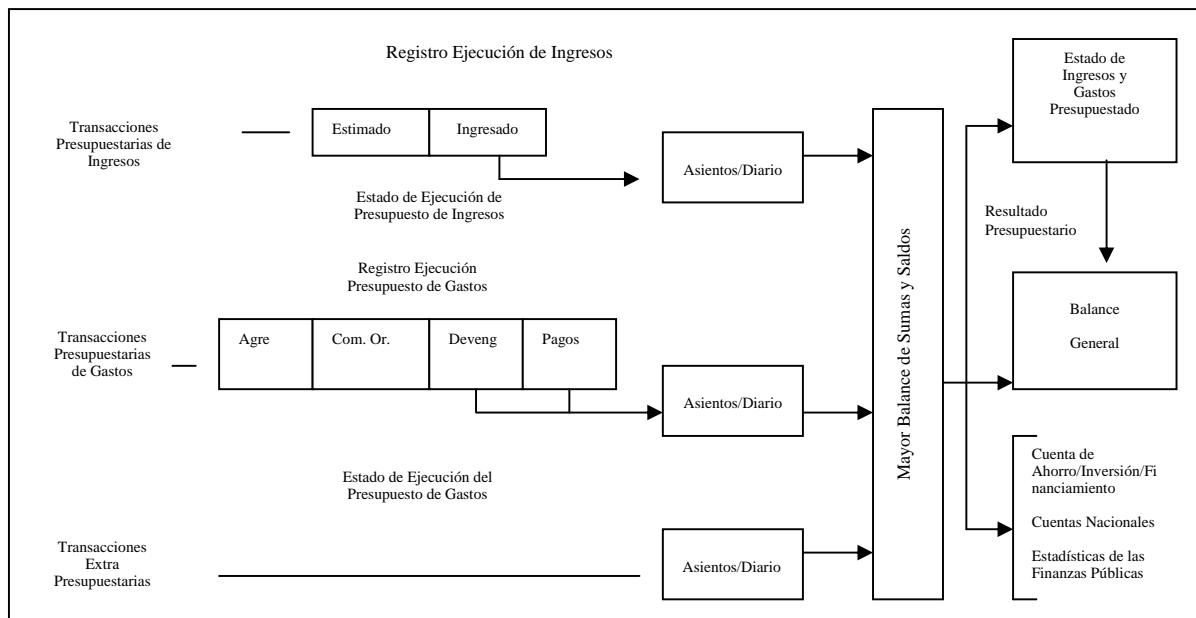 Registro Ejecución de Ingresos
Transacciones
Presupuestarias de
Ingresos
Estimado
Ingresado
Estado de Ejecución de
Presupuesto de Ingresos
Asientos/Diario
Registro Ejecución
Presupuesto de Gastos
Transacciones
Presupuestarias
de Gastos
Agre
Com. Or.
Deveng
Pagos
Asientos/Diario
Estado de Ejecución del
Presupuesto de Gastos
Transacciones
Extra
Presupuestarias
Asientos/Diario
Mayor Balance de Sumas y Saldos
Estado de
Ingresos y
Gastos
Presupuestado
Resultado
Presupuestario
Balance
General
Cuenta de
Ahorro/Inversión/Fi
nanciamiento
Cuentas Nacionales
Estadísticas de las
Finanzas Públicas